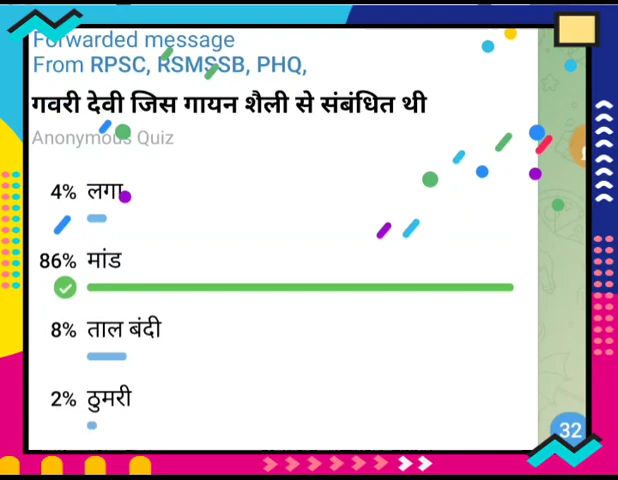 Forwarded message
From RPSC, RSMSSB, PHQ,
गवरी देवी जिस गायन शैली से संबंधित थी
Anonymous Quiz
4% लगा
86% मांड
8% ताल बंदी
2% ठुमरी
32